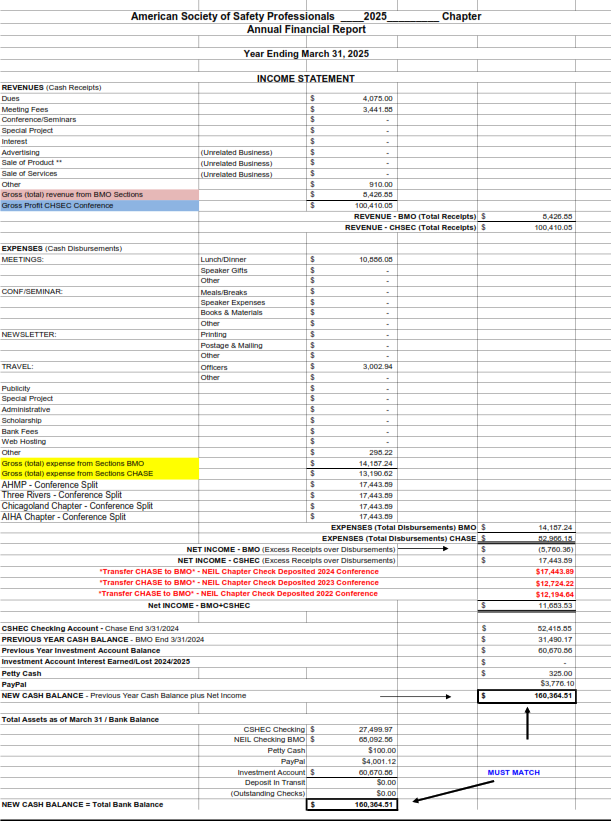 American Society of Safety Professionals ____2025_________ Chapter
Annual Financial Report
Year Ending March 31, 2025
INCOME STATEMENT
REVENUES (Cash Receipts)
Dues $ 4,075.00
Meeting Fees $ 3,441.88
Conference/Seminars $ -
Special Project $ -
Interest $ -
Advertising (Unrelated Business) $ -
Sale of Product ** (Unrelated Business) $ -
Sale of Services (Unrelated Business) $ -
Other $ 910.00
Gross (total) revenue from BMO Sections $ 8,426.88
Gross Profit CHSEC Conference $ 100,410.05
REVENUE - BMO (Total Receipts) $ 8,426.88
REVENUE - CHSEC (Total Receipts) $ 100,410.05
EXPENSES (Cash Disbursements)
MEETINGS: Lunch/Dinner $ 10,886.08
Speaker Gifts $ -
Other $ -
CONF/SEMINAR: Meals/Breaks $ -
Speaker Expenses $ -
Books & Materials $ -
Other $ -
NEWSLETTER: Printing $ -
Postage & Mailing $ -
Other $ -
TRAVEL: Officers $ 3,002.94
Other $ -
Publicity $ -
Special Project $ -
Administrative $ -
Scholarship $ -
Bank Fees $ -
Web Hosting $ -
Other $ 298.22
Gross (total) expense from Sections BMO $ 14,187.24
Gross (total) expense from Sections CHASE $ 13,190.62
AHMP - Conference Split $ 17,443.89
Three Rivers - Conference Split $ 17,443.89
Chicagoland Chapter - Conference Split $ 17,443.89
AIHA Chapter - Conference Split $ 17,443.89
EXPENSES (Total Disbursements) BMO $ 14,187.24
EXPENSES (Total Disbursements) CHASE $ 82,966.18
NET INCOME - BMO (Excess Receipts over Disbursements) $ (5,760.36)
NET INCOME - CSHEC (Excess Receipts over Disbursements) $ 17,443.89
*Transfer CHASE to BMO* - NEIL Chapter Check Deposited 2024 Conference $17,443.89
*Transfer CHASE to BMO* - NEIL Chapter Check Deposited 2023 Conference $12,724.22
*Transfer CHASE to BMO* - NEIL Chapter Check Deposited 2022 Conference $12,194.64
Net INCOME - BMO+CSHEC $ 11,683.53
CSHEC Checking Account - Chase End 3/31/2024 $ 52,418.85
PREVIOUS YEAR CASH BALANCE - BMO End 3/31/2024 $ 31,490.17
Previous Year Investment Account Balance $ 60,670.86
Investment Account Interest Earned/Lost 2024/2025 $ -
Petty Cash $ 325.00
PayPal $3,776.10
NEW CASH BALANCE - Previous Year Cash Balance plus Net Income $ 160,364.51
Total Assets as of March 31 / Bank Balance
CSHEC Checking $ 27,499.97
NEIL Checking BMO $ 68,092.56
Petty Cash $100.00
PayPal $4,001.12
Investment Account $ 60,670.86
MUST MATCH
Deposit In Transit $0.00
(Outstanding Checks) $0.00
NEW CASH BALANCE = Total Bank Balance $ 160,364.51